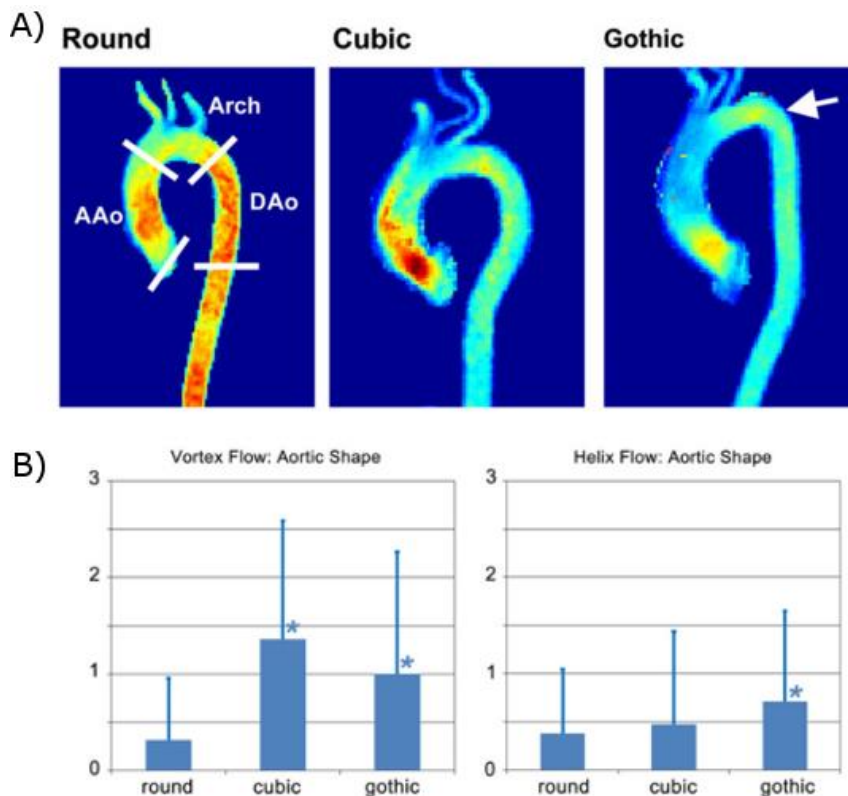 A)
Round Cubic Gothic
Arch
AAo
DAo
B)
Vortex Flow: Aortic Shape
3
2
1
0
*
*
round cubic gothic
Helix Flow: Aortic Shape
3
2
1
0
*
round cubic gothic